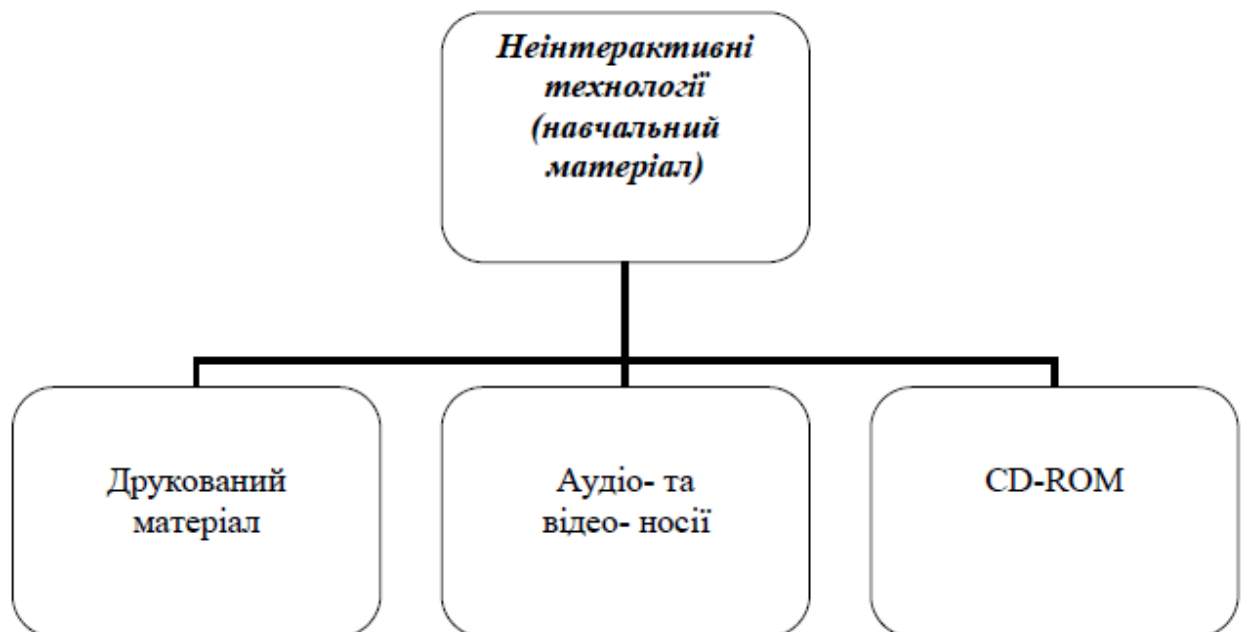 Неінтерактивні
технології
(навчальний
матеріал)
Друкований
матеріал
Аудіо- та
відео- носії
CD-ROM